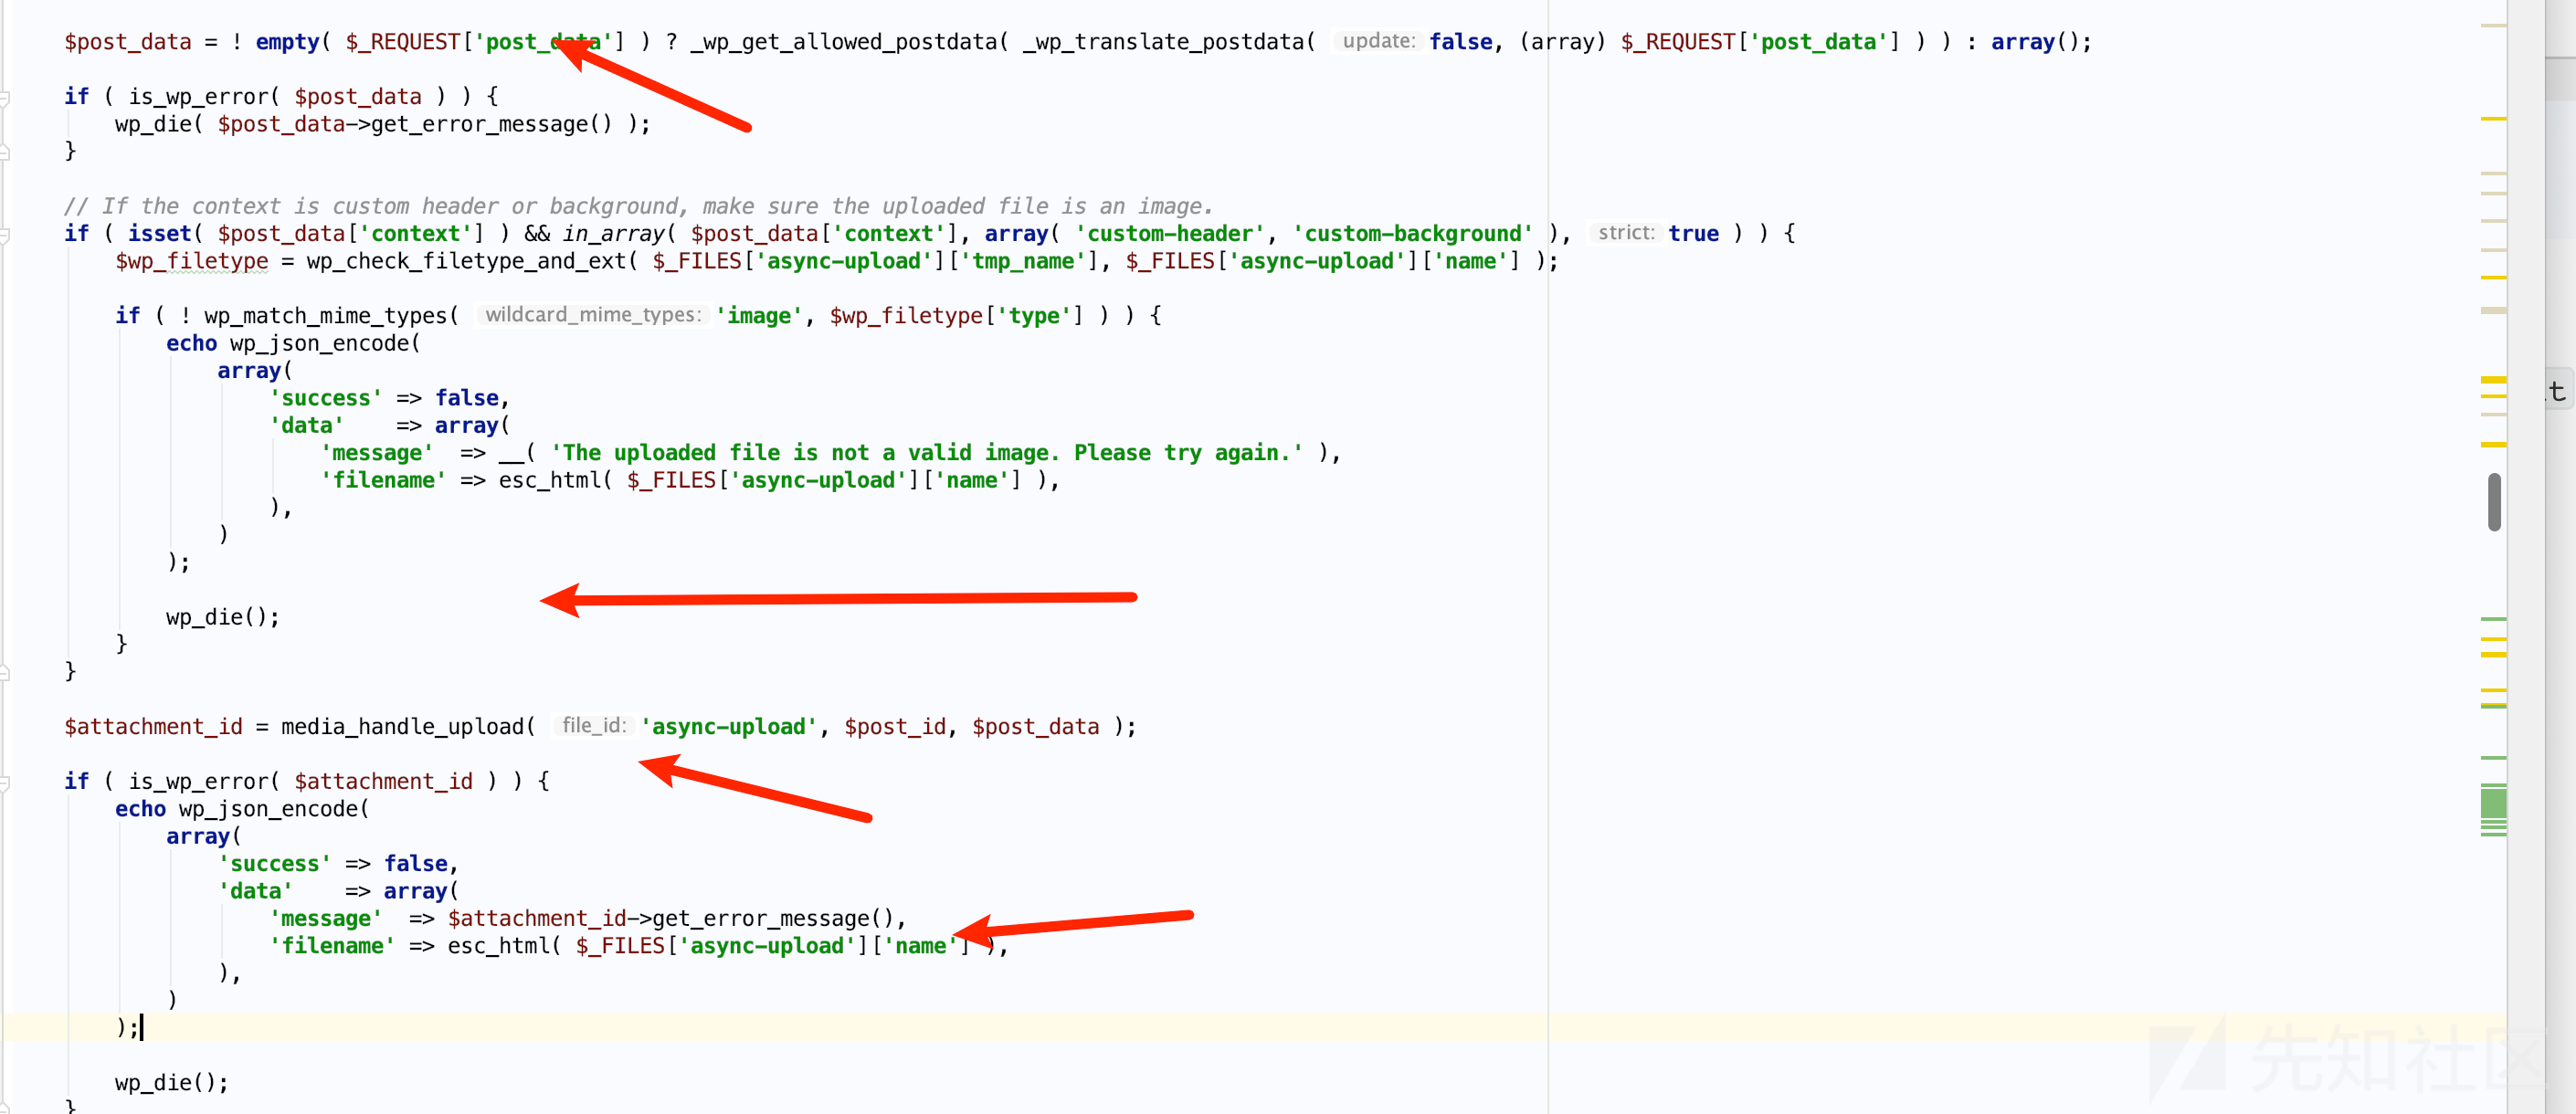 $post_data = ! empty( $_REQUEST['post_data'] ) ? _wp_get_allowed_postdata( _wp_translate_postdata( update: false, (array) $_REQUEST['post_data'] ) ) : array();
if ( is_wp_error( $post_data ) ) {
wp_die( $post_data->get_error_message() );
}
// If the context is custom header or background, make sure the uploaded file is an image.
if ( isset( $post_data['context'] ) && in_array( $post_data['context'], array( 'custom-header', 'custom-background' ), strict: true ) ) {
$wp_filetype = wp_check_filetype_and_ext( $_FILES['async-upload']['tmp_name'], $_FILES['async-upload']['name'] );
if ( ! wp_match_mime_types( wildcard_mime_types: 'image', $wp_filetype['type'] ) ) {
echo wp_json_encode(
array(
'success' => false,
'data'    => array(
'message'  => __( 'The uploaded file is not a valid image. Please try again.' ),
'filename' => esc_html( $_FILES['async-upload']['name'] ),
),
)
);
wp_die();
}
}
$attachment_id = media_handle_upload( file_id: 'async-upload', $post_id, $post_data );
if ( is_wp_error( $attachment_id ) ) {
echo wp_json_encode(
array(
'success' => false,
'data'    => array(
'message'  => $attachment_id->get_error_message(),
'filename' => esc_html( $_FILES['async-upload']['name'] ),
),
)
);
wp_die();
}
t
先知社区